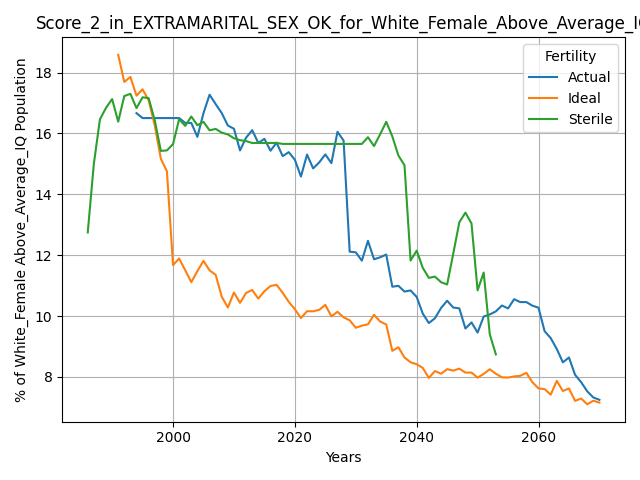 Score_2_in_EXTRAMARITAL_SEX_OK_for_White_Female_Above_Average_IQ
Fertility
Actual
Ideal
Sterile
% of White_Female Above_Average_IQ Population
18
16
14
12
10
8
2000
2020
2040
2060
Years